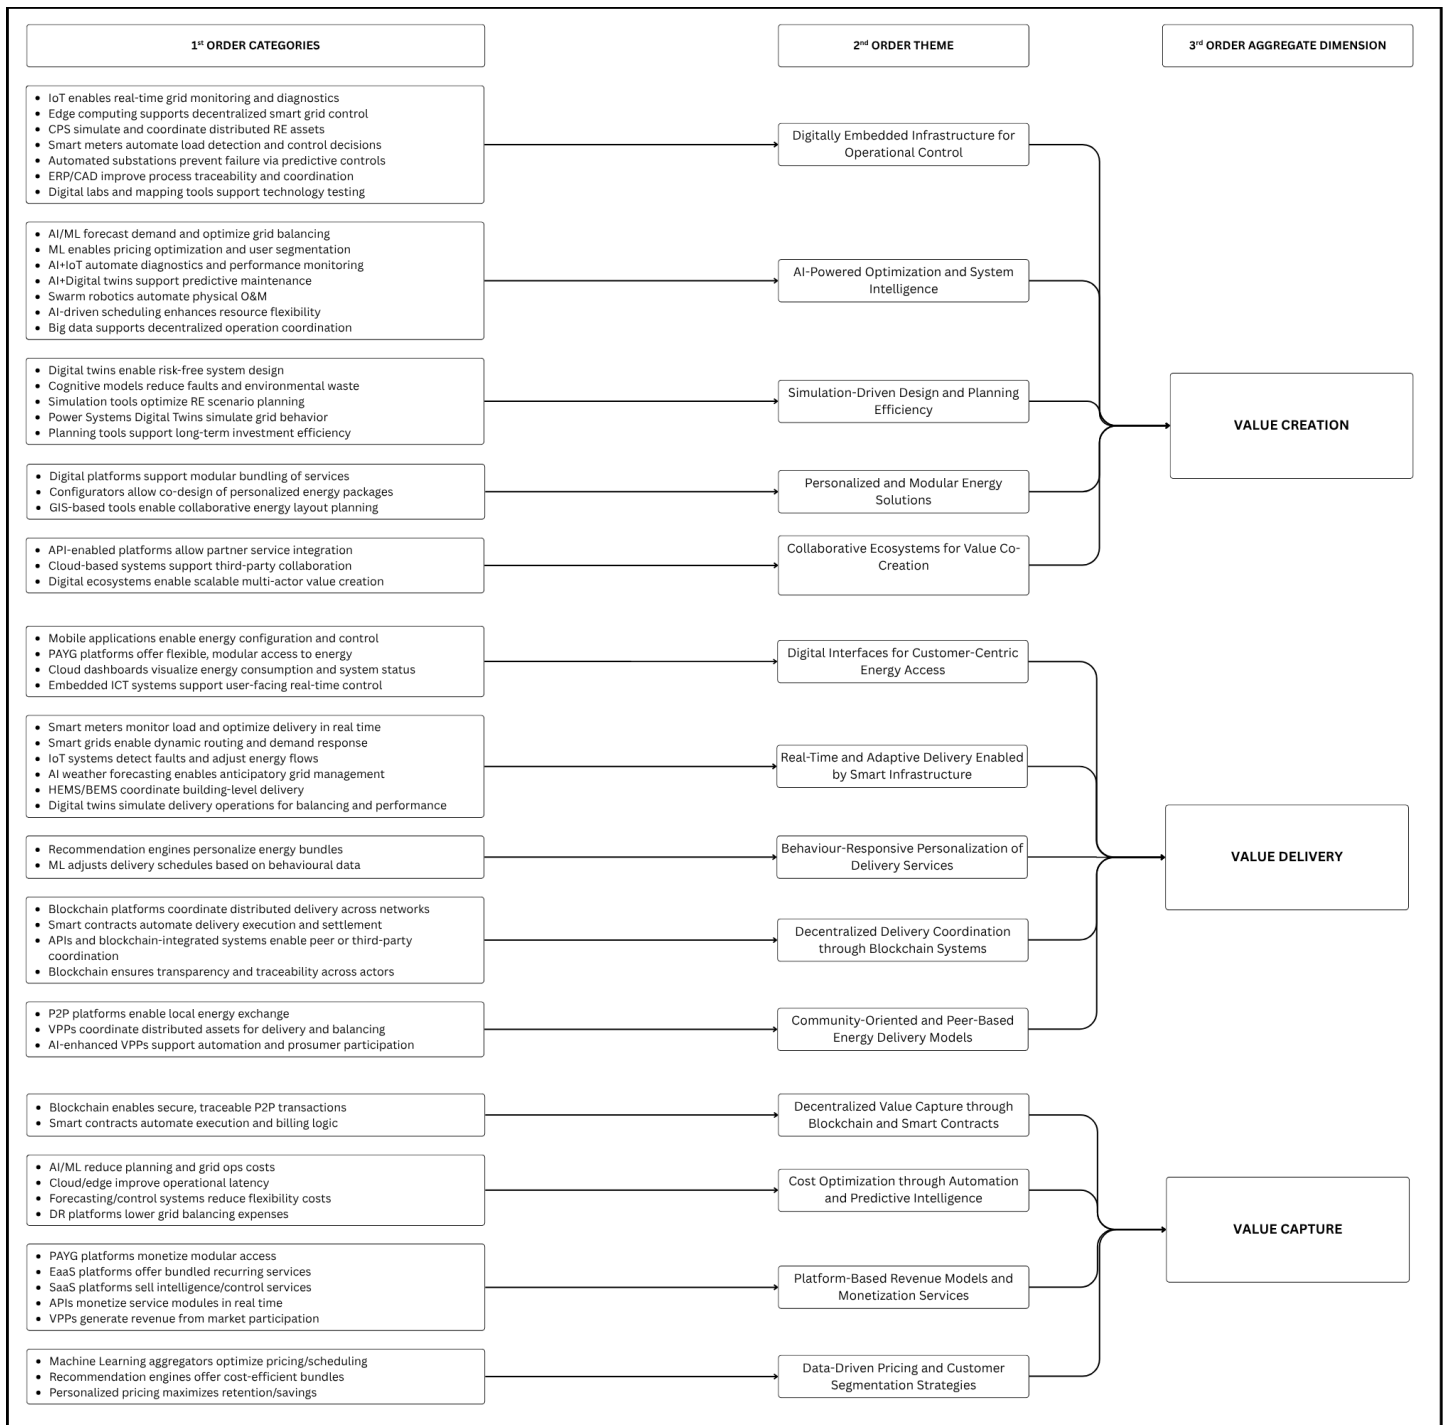 1st ORDER CATEGORIES
2nd ORDER THEME
3rd ORDER AGGREGATE DIMENSION
• IoT enables real-time grid monitoring and diagnostics
• Edge computing supports decentralized smart grid control
• CPS simulate and coordinate distributed RE assets
• Smart meters automate load detection and control decisions
• Automated substations prevent failure via predictive controls
• ERP/CAD improve process traceability and coordination
• Digital labs and mapping tools support technology testing
Digitally Embedded Infrastructure for
Operational Control
• AI/ML forecast demand and optimize grid balancing
• ML enables pricing optimization and user segmentation
• AI+IoT automate diagnostics and performance monitoring
• AI+Digital twins support predictive maintenance
• Swarm robotics automate physical O&M
• AI-driven scheduling enhances resource flexibility
• Big data supports decentralized operation coordination
AI-Powered Optimization and System
Intelligence
• Digital twins enable risk-free system design
• Cognitive models reduce faults and environmental waste
• Simulation tools optimize RE scenario planning
• Power Systems Digital Twins simulate grid behavior
• Planning tools support long-term investment efficiency
Simulation-Driven Design and Planning
Efficiency
• Digital platforms support modular bundling of services
• Configurators allow co-design of personalized energy packages
• GIS-based tools enable collaborative energy layout planning
Personalized and Modular Energy
Solutions
• API-enabled platforms allow partner service integration
• Cloud-based systems support third-party collaboration
• Digital ecosystems enable scalable multi-actor value creation
Collaborative Ecosystems for Value Co-
Creation
VALUE CREATION
• Mobile applications enable energy configuration and control
• PAYG platforms offer flexible, modular access to energy
• Cloud dashboards visualize energy consumption and system status
• Embedded ICT systems support user-facing real-time control
Digital Interfaces for Customer-Centric
Energy Access
• Smart meters monitor load and optimize delivery in real time
• Smart grids enable dynamic routing and demand response
• IoT systems detect faults and adjust energy flows
• AI weather forecasting enables anticipatory grid management
• HEMS/BEMS coordinate building-level delivery
• Digital twins simulate delivery operations for balancing and performance
Real-Time and Adaptive Delivery Enabled
by Smart Infrastructure
• Recommendation engines personalize energy bundles
• ML adjusts delivery schedules based on behavioural data
Behaviour-Responsive Personalization of
Delivery Services
• Blockchain platforms coordinate distributed delivery across networks
• Smart contracts automate delivery execution and settlement
• APIs and blockchain-integrated systems enable peer or third-party
coordination
• Blockchain ensures transparency and traceability across actors
Decentralized Delivery Coordination
through Blockchain Systems
• P2P platforms enable local energy exchange
• VPPs coordinate distributed assets for delivery and balancing
• AI-enhanced VPPs support automation and prosumer participation
Community-Oriented and Peer-Based
Energy Delivery Models
VALUE DELIVERY
• Blockchain enables secure, traceable P2P transactions
• Smart contracts automate execution and billing logic
Decentralized Value Capture through
Blockchain and Smart Contracts
• AI/ML reduce planning and grid ops costs
• Cloud/edge improve operational latency
• Forecasting/control systems reduce flexibility costs
• DR platforms lower grid balancing expenses
Cost Optimization through Automation
and Predictive Intelligence
• PAYG platforms monetize modular access
• EaaS platforms offer bundled recurring services
• SaaS platforms sell intelligence/control services
• APIs monetize service modules in real time
• VPPs generate revenue from market participation
Platform-Based Revenue Models and
Monetization Services
• Machine Learning aggregators optimize pricing/scheduling
• Recommendation engines offer cost-efficient bundles
• Personalized pricing maximizes retention/savings
Data-Driven Pricing and Customer
Segmentation Strategies
VALUE CAPTURE